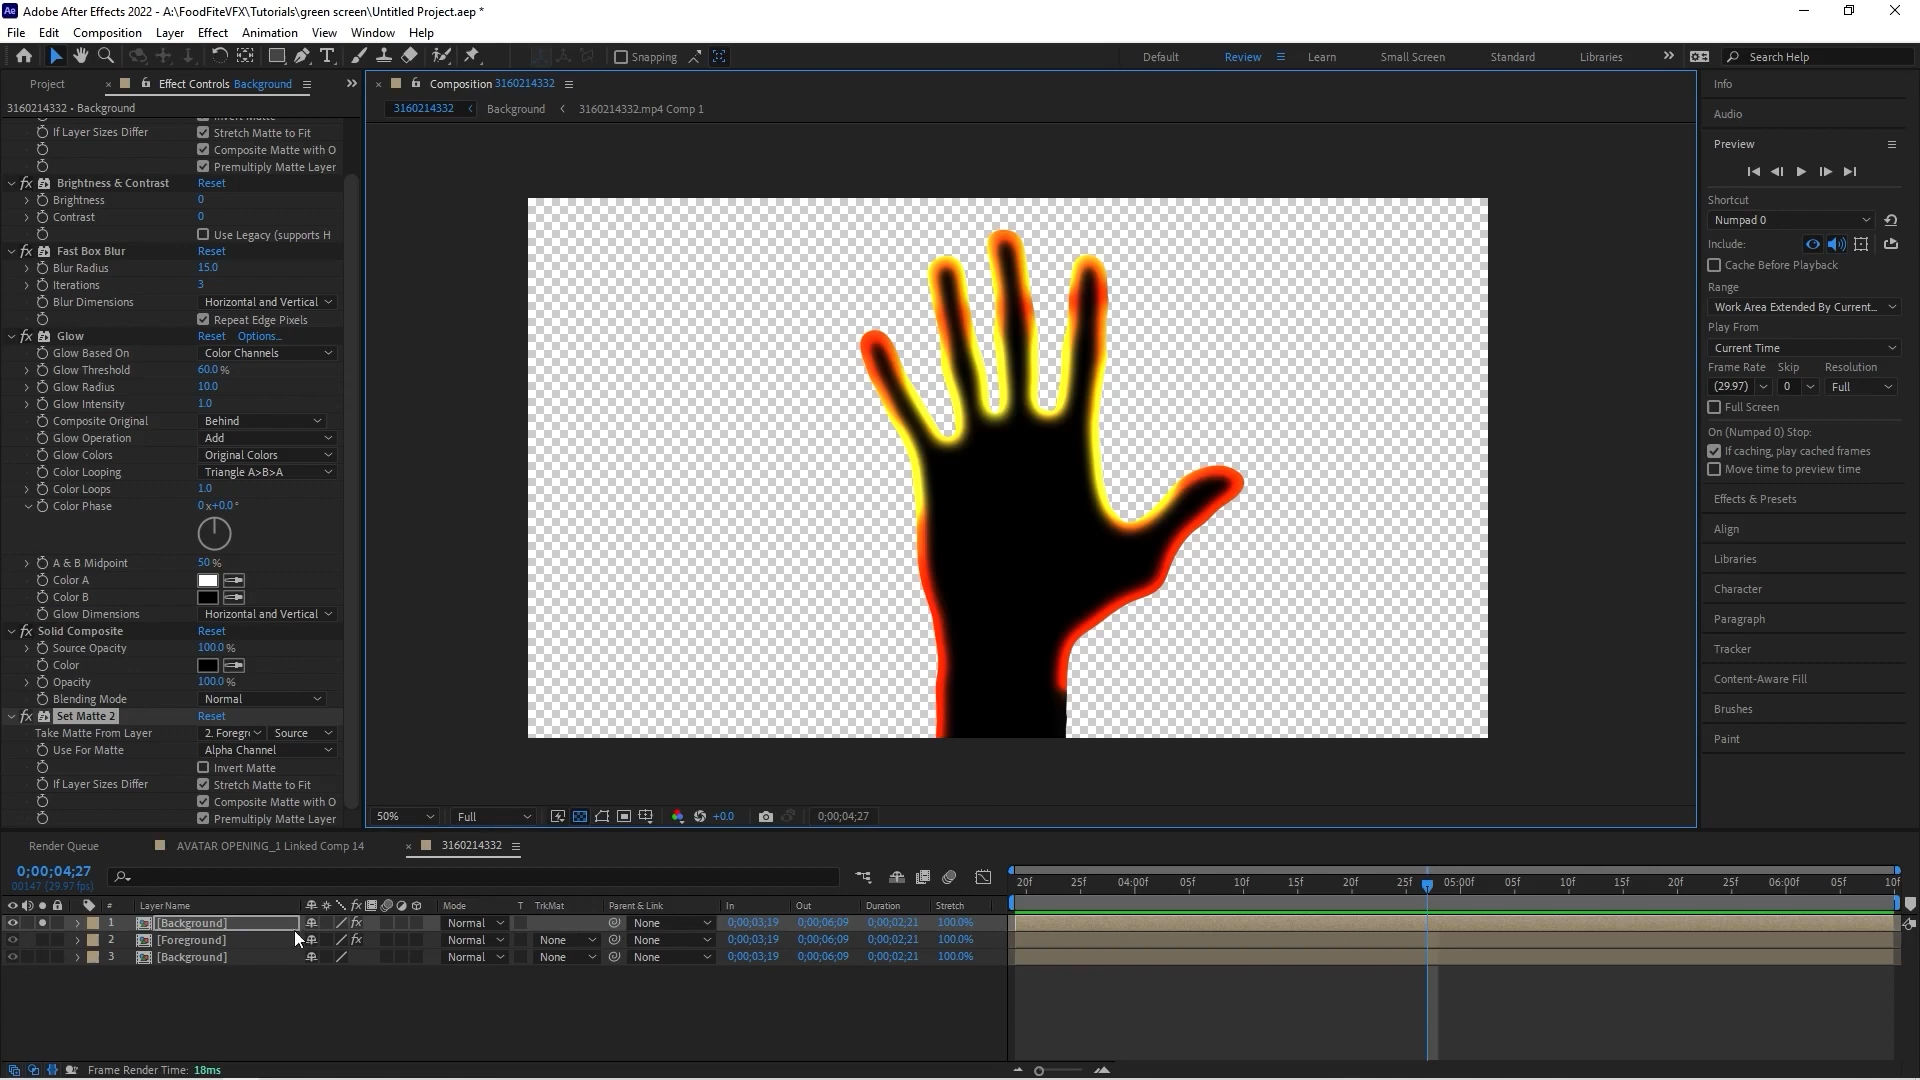 Ae Adobe After Effects 2022 - A:\FoodFiteVFX\Tutorials\green screen\Untitled Project.aep *
File Edit Composition Layer Effect Animation View Window Help
Snapping Default Review Learn Small Screen Standard Libraries Search Help
Project Effect Controls Background
3160214332 • Background
Invert Matte
If Layer Sizes Differ Stretch Matte to Fit
Composite Matte with O
Premultiply Matte Layer
fx Brightness & Contrast Reset
Brightness 0
Contrast 0
Use Legacy (supports H
fx Fast Box Blur Reset
Blur Radius 15.0
Iterations 3
Blur Dimensions Horizontal and Vertical
Repeat Edge Pixels
fx Glow Reset Options...
Glow Based On Color Channels
Glow Threshold 60.0 %
Glow Radius 10.0
Glow Intensity 1.0
Composite Original Behind
Glow Operation Add
Glow Colors Original Colors
Color Looping Triangle A>B>A
Color Loops 1.0
Color Phase 0x+0.0°
A & B Midpoint 50 %
Color A
Color B
Glow Dimensions Horizontal and Vertical
fx Solid Composite Reset
Source Opacity 100.0 %
Color
Opacity 100.0 %
Blending Mode Normal
fx Set Matte 2 Reset
Take Matte From Layer 2. Foregr Source
Use For Matte Alpha Channel
Invert Matte
If Layer Sizes Differ Stretch Matte to Fit
Composite Matte with O
Premultiply Matte Layer
Composition 3160214332
3160214332 Background 3160214332.mp4 Comp 1
50% Full +0.0 0;00;04;27
Info
Audio
Preview
Shortcut
Numpad 0
Include:
Cache Before Playback
Range
Work Area Extended By Current...
Play From
Current Time
Frame Rate Skip Resolution
(29.97) 0 Full
Full Screen
On (Numpad 0) Stop:
If caching, play cached frames
Move time to preview time
Effects & Presets
Align
Libraries
Character
Paragraph
Tracker
Content-Aware Fill
Brushes
Paint
Render Queue AVATAR OPENING_1 Linked Comp 14 3160214332
0;00;04;27
00147 (29.97 fps)
20f 25f 04:00f 05f 10f 15f 20f 25f 05:00f 05f 10f 15f 20f 25f 06:00f 05f 10f
# Layer Name fx Mode T TrkMat Parent & Link In Out Duration Stretch
1 [Background] fx Normal None 0;00;03;19 0;00;06;09 0;00;02;21 100.0%
2 [Foreground] fx Normal None None 0;00;03;19 0;00;06;09 0;00;02;21 100.0%
3 [Background] Normal None None 0;00;03;19 0;00;06;09 0;00;02;21 100.0%
Frame Render Time: 18ms